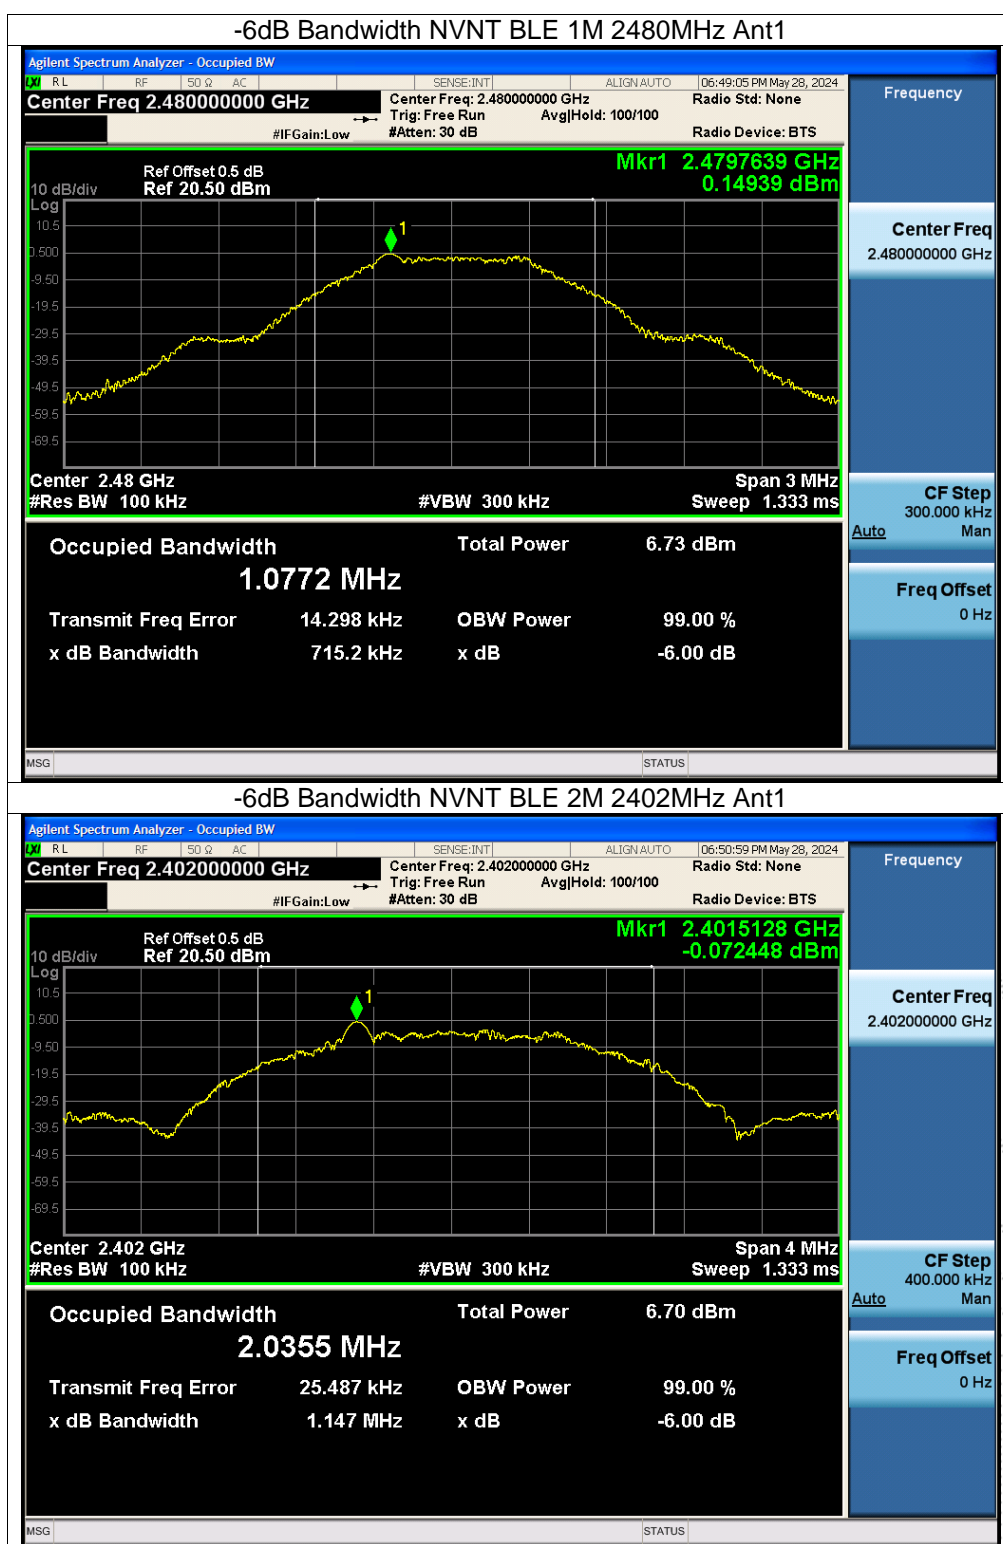 -6dB Bandwidth NVNT BLE 1M 2480MHz Ant1
Agilent Spectrum Analyzer - Occupied BW
LXI RL RF 50 Ω AC SENSE:INT ALIGN AUTO 06:49:05 PM May 28, 2024
Center Freq 2.480000000 GHz Center Freq: 2.480000000 GHz Radio Std: None Frequency
Trig: Free Run Avg|Hold: 100/100
#IFGain:Low #Atten: 30 dB Radio Device: BTS
Mkr1 2.4797639 GHz
0.14939 dBm
Ref Offset 0.5 dB
10 dB/div Ref 20.50 dBm
Log
10.5
0.500
-9.50
-19.5
-29.5
-39.5
-49.5
-59.5
-69.5
1
Center Freq
2.480000000 GHz
Center 2.48 GHz Span 3 MHz
#Res BW 100 kHz #VBW 300 kHz Sweep 1.333 ms
CF Step
300.000 kHz
Auto Man
Occupied Bandwidth Total Power 6.73 dBm
1.0772 MHz
Freq Offset
0 Hz
Transmit Freq Error 14.298 kHz OBW Power 99.00 %
x dB Bandwidth 715.2 kHz x dB -6.00 dB
MSG STATUS
-6dB Bandwidth NVNT BLE 2M 2402MHz Ant1
Agilent Spectrum Analyzer - Occupied BW
LXI RL RF 50 Ω AC SENSE:INT ALIGN AUTO 06:50:59 PM May 28, 2024
Center Freq 2.402000000 GHz Center Freq: 2.402000000 GHz Radio Std: None Frequency
Trig: Free Run Avg|Hold: 100/100
#IFGain:Low #Atten: 30 dB Radio Device: BTS
Mkr1 2.4015128 GHz
-0.072448 dBm
Ref Offset 0.5 dB
10 dB/div Ref 20.50 dBm
Log
10.5
0.500
-9.50
-19.5
-29.5
-39.5
-49.5
-59.5
-69.5
1
Center Freq
2.402000000 GHz
Center 2.402 GHz Span 4 MHz
#Res BW 100 kHz #VBW 300 kHz Sweep 1.333 ms
CF Step
400.000 kHz
Auto Man
Occupied Bandwidth Total Power 6.70 dBm
2.0355 MHz
Freq Offset
0 Hz
Transmit Freq Error 25.487 kHz OBW Power 99.00 %
x dB Bandwidth 1.147 MHz x dB -6.00 dB
MSG STATUS